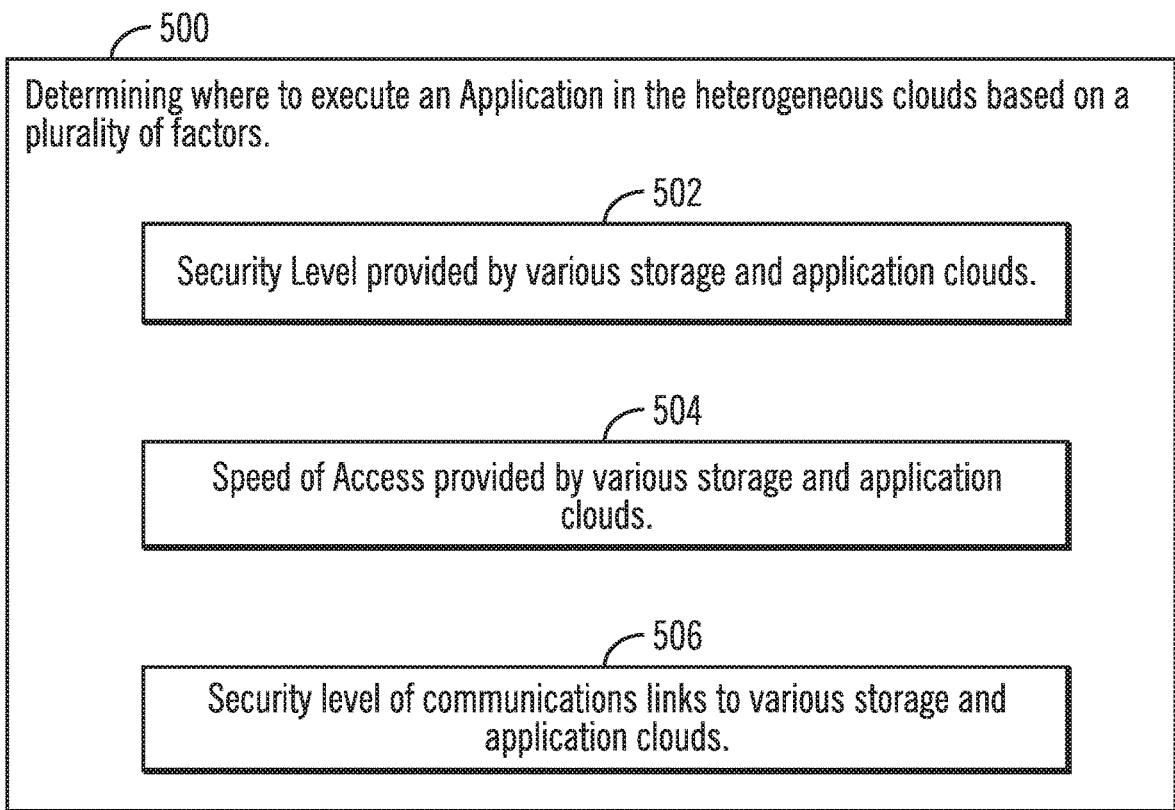 500
Determining where to execute an Application in the heterogeneous clouds based on a
plurality of factors.
502
Security Level provided by various storage and application clouds.
504
Speed of Access provided by various storage and application
clouds.
506
Security level of communications links to various storage and
application clouds.